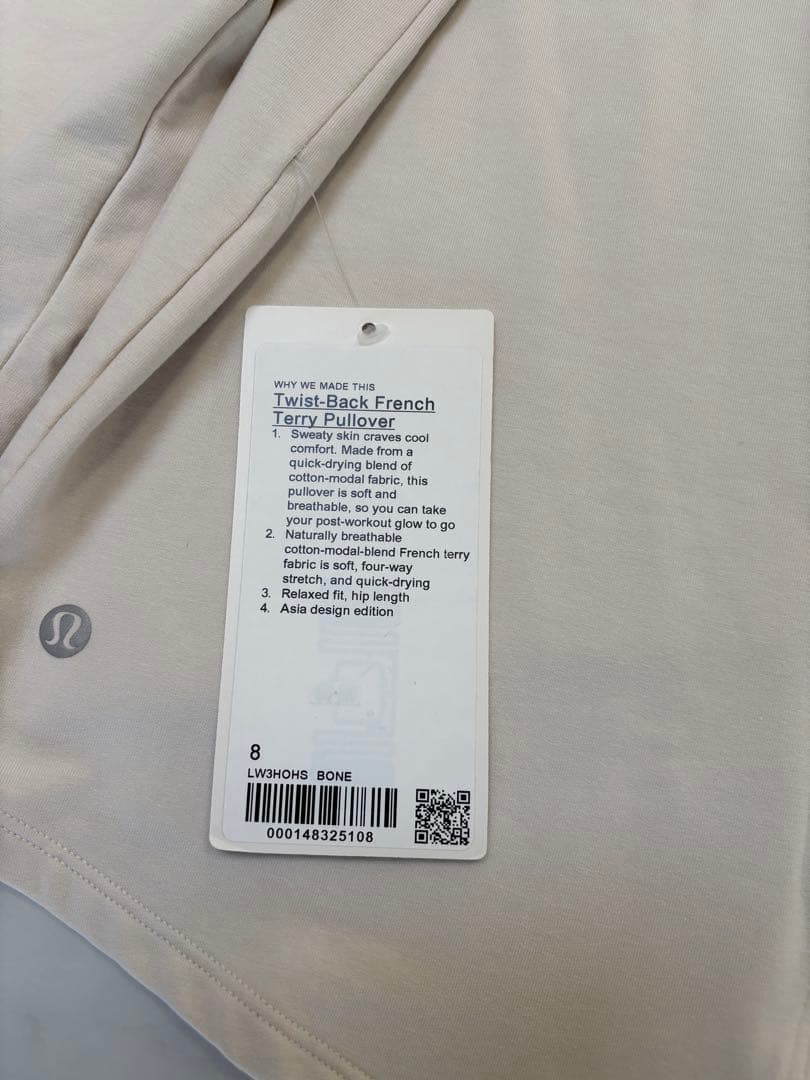 WHY WE MADE THIS
Twist-Back French
Terry Pullover
1. Sweaty skin craves cool
comfort. Made from a
quick-drying blend of
cotton-modal fabric, this
pullover is soft and
breathable, so you can take
your post-workout glow to go
2. Naturally breathable
cotton-modal-blend French terry
fabric is soft, four-way
stretch, and quick-drying
3. Relaxed fit, hip length
4. Asia design edition
8
LW3HOHS BONE
000148325108